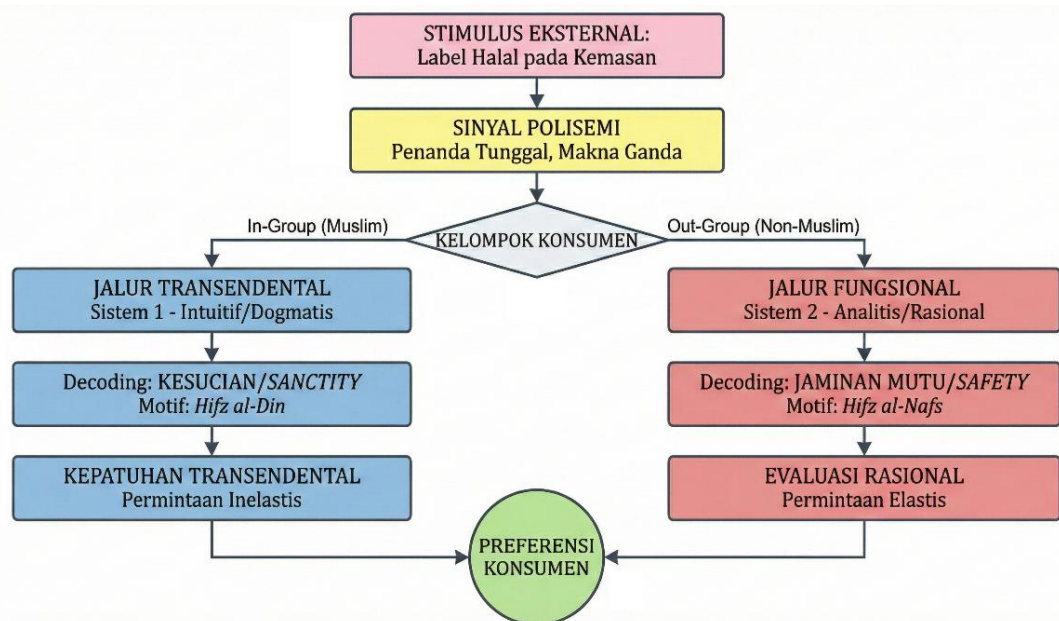 STIMULUS EKSTERNAL:
Label Halal pada Kemasan
SINYAL POLISEMI
Penanda Tunggal, Makna Ganda
In-Group (Muslim)
KELOMPOK KONSUMEN
Out-Group (Non-Muslim)
JALUR TRANSENDENTAL
Sistem 1 - Intuitif/Dogmatis
Decoding: KESUCIAN/SANCTITY
Motif: Hifz al-Din
KEPATUHAN TRANSENDENTAL
Permintaan Inelastis
JALUR FUNGSIONAL
Sistem 2 - Analitis/Rasional
Decoding: JAMINAN MUTU/SAFETY
Motif: Hifz al-Nafs
EVALUASI RASIONAL
Permintaan Elastis
PREFERENSI
KONSUMEN